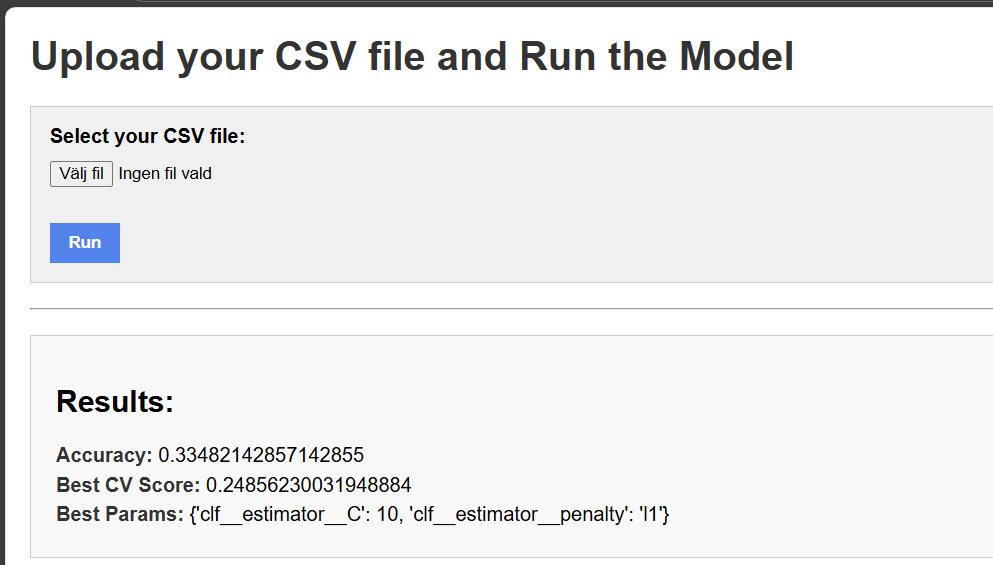 Upload your CSV file and Run the Model
Select your CSV file:
Välj fil Ingen fil vald
Run
Results:
Accuracy: 0.33482142857142855
Best CV Score: 0.24856230031948884
Best Params: {'clf__estimator__C': 10, 'clf__estimator__penalty': 'l1'}